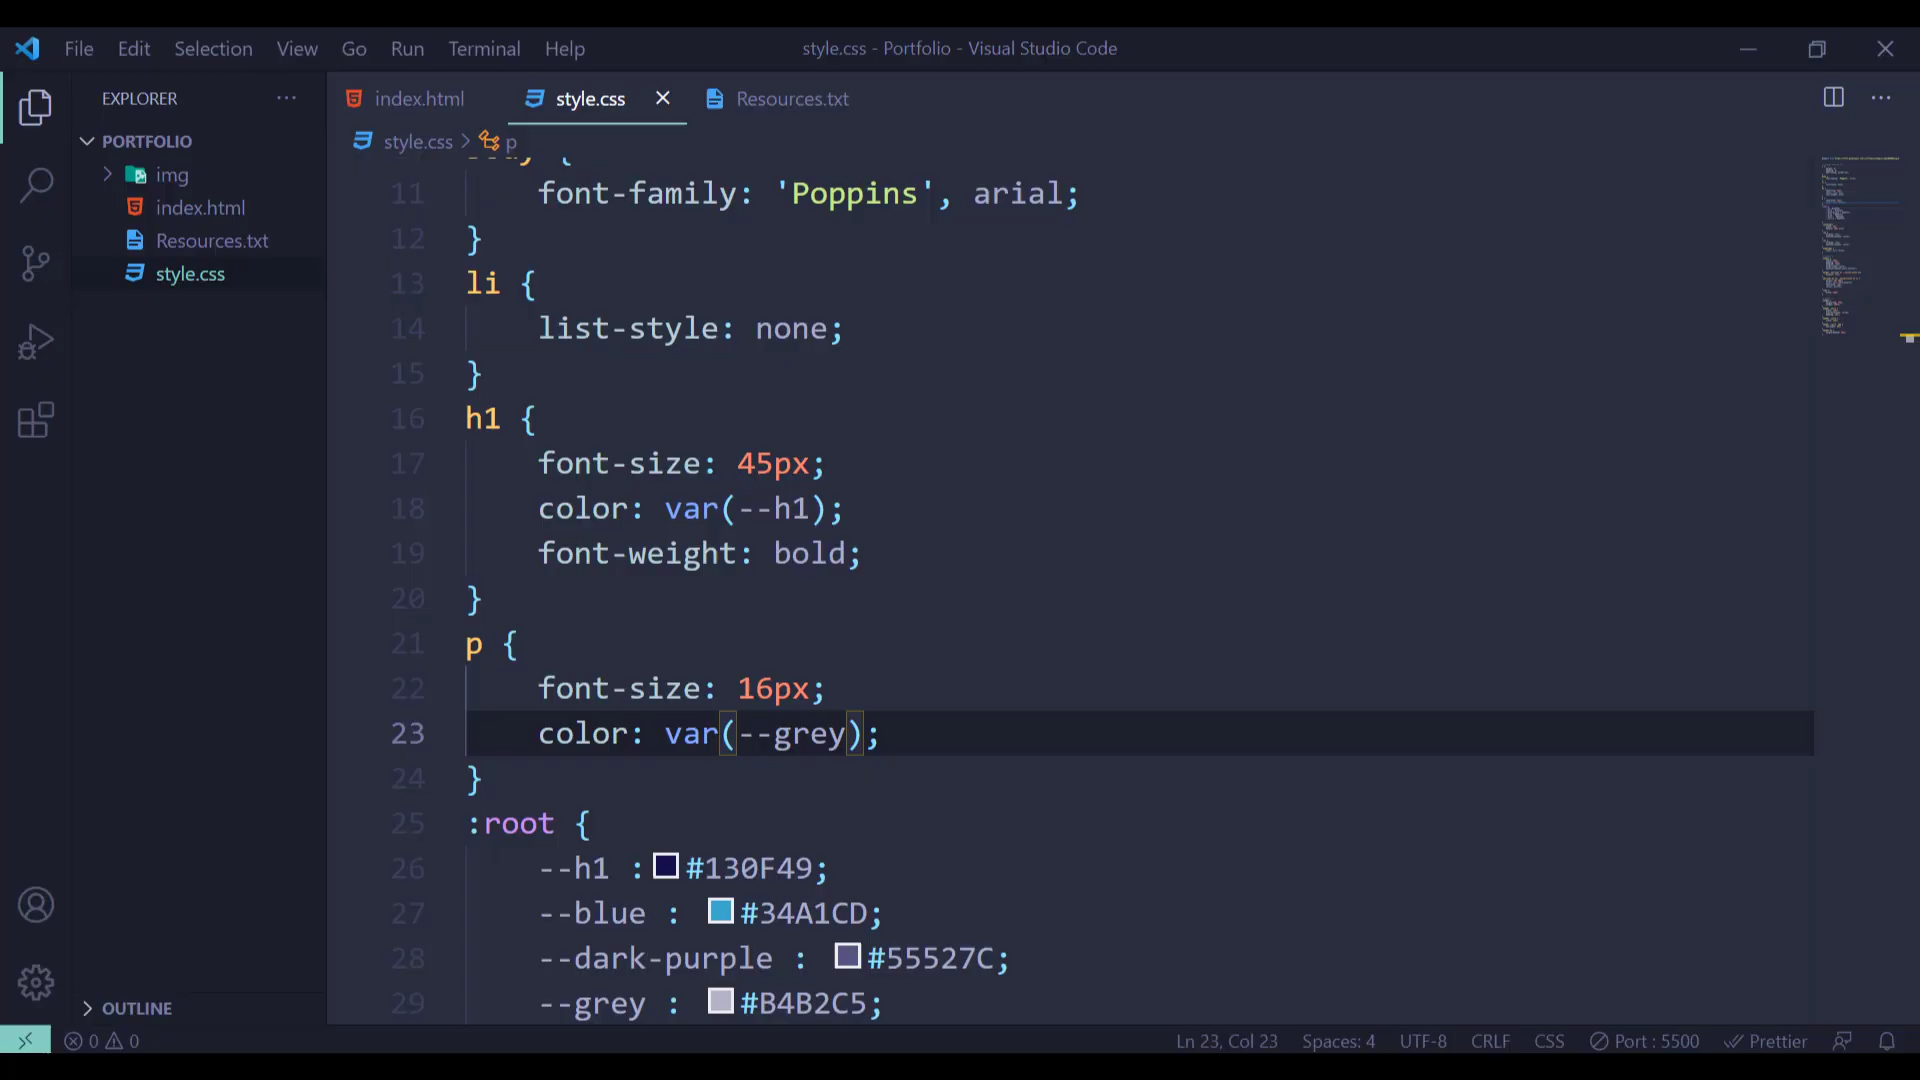 File Edit Selection View Go Run Terminal Help
style.css - Portfolio - Visual Studio Code
EXPLORER
PORTFOLIO
img
index.html
Resources.txt
style.css
OUTLINE
index.html
style.css
Resources.txt
style.css > p
11 font-family: 'Poppins', arial;
12 }
13 li {
14 list-style: none;
15 }
16 h1 {
17 font-size: 45px;
18 color: var(--h1);
19 font-weight: bold;
20 }
21 p {
22 font-size: 16px;
23 color: var(--grey);
24 }
25 :root {
26 --h1 :#130F49;
27 --blue : #34A1CD;
28 --dark-purple : #55527C;
29 --grey : #B4B2C5;
0 0
Ln 23, Col 23 Spaces: 4 UTF-8 CRLF CSS Port : 5500 Prettier